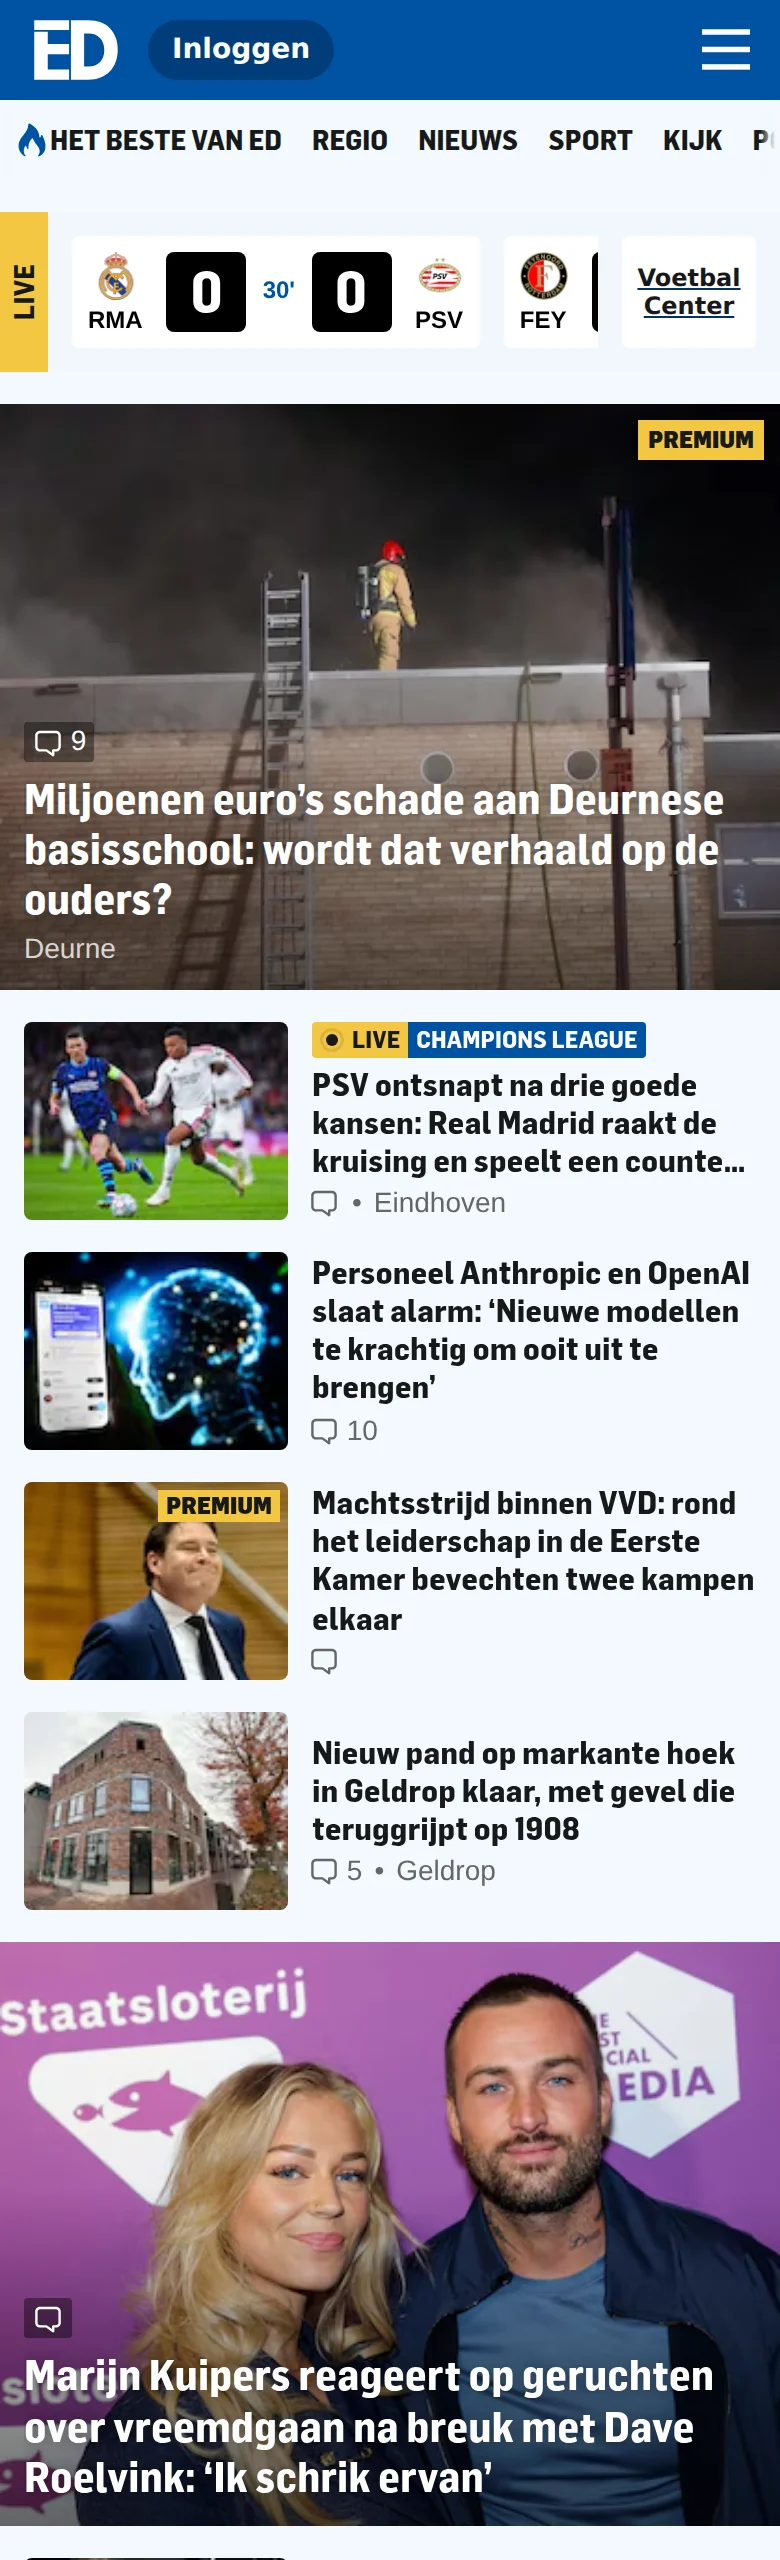 ED
Inloggen
HET BESTE VAN ED REGIO NIEUWS SPORT KIJK
LIVE
RMA 0 30' 0 PSV
FEY
Voetbal
Center
PREMIUM
9
Miljoenen euro’s schade aan Deurnese
basisschool: wordt dat verhaald op de
ouders?
Deurne
LIVE CHAMPIONS LEAGUE
PSV ontsnapt na drie goede
kansen: Real Madrid raakt de
kruising en speelt een counte...
• Eindhoven
Personeel Anthropic en OpenAI
slaat alarm: ‘Nieuwe modellen
te krachtig om ooit uit te
brengen’
10
PREMIUM
Machtsstrijd binnen VVD: rond
het leiderschap in de Eerste
Kamer bevechten twee kampen
elkaar
Nieuw pand op markante hoek
in Geldrop klaar, met gevel die
teruggrijpt op 1908
5 • Geldrop
Staatsloterij
EDIA
Marijn Kuipers reageert op geruchten
over vreemdgaan na breuk met Dave
Roelvink: ‘Ik schrik ervan’